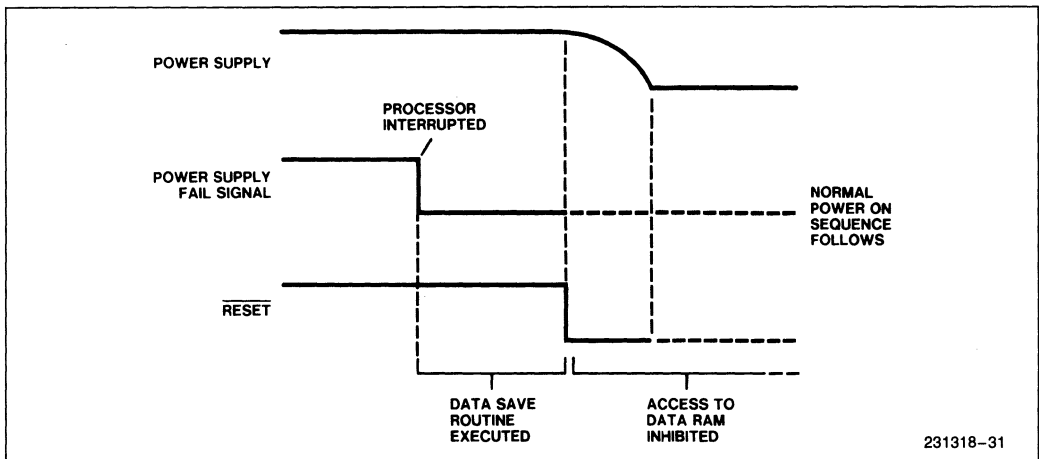 POWER SUPPLY
PROCESSOR
INTERRUPTED
POWER SUPPLY
FAIL SIGNAL
NORMAL
POWER ON
SEQUENCE
FOLLOWS
RESET
DATA SAVE
ROUTINE
EXECUTED
ACCESS TO
DATA RAM
INHIBITED
231318–31